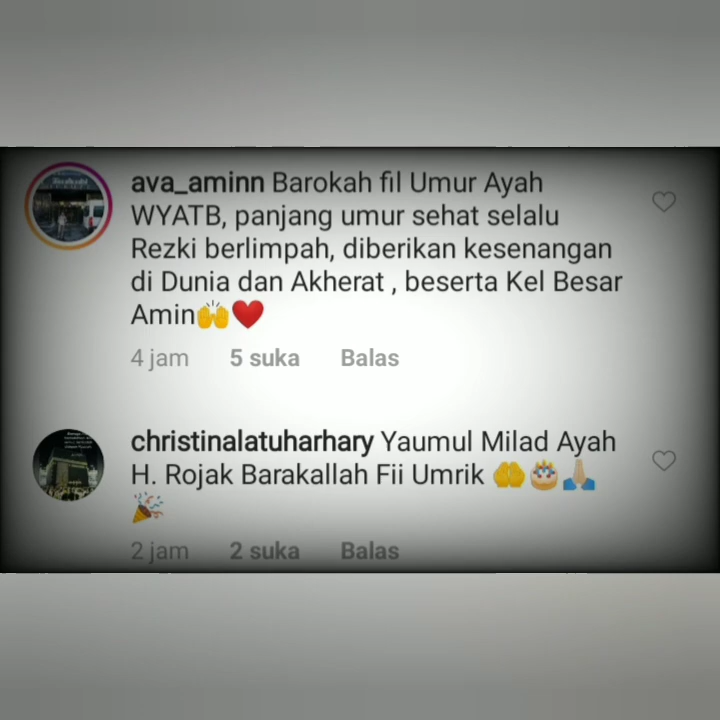 ava_aminn Barokah fil Umur Ayah
WYATB, panjang umur sehat selalu
Rezki berlimpah, diberikan kesenangan
di Dunia dan Akherat , beserta Kel Besar
Amin🙌❤️
4 jam 5 suka Balas
christinalatuharhary Yaumul Milad Ayah
H. Rojak Barakallah Fii Umrik 🤲🎂🙏🏼
🎉
2 jam 2 suka Balas